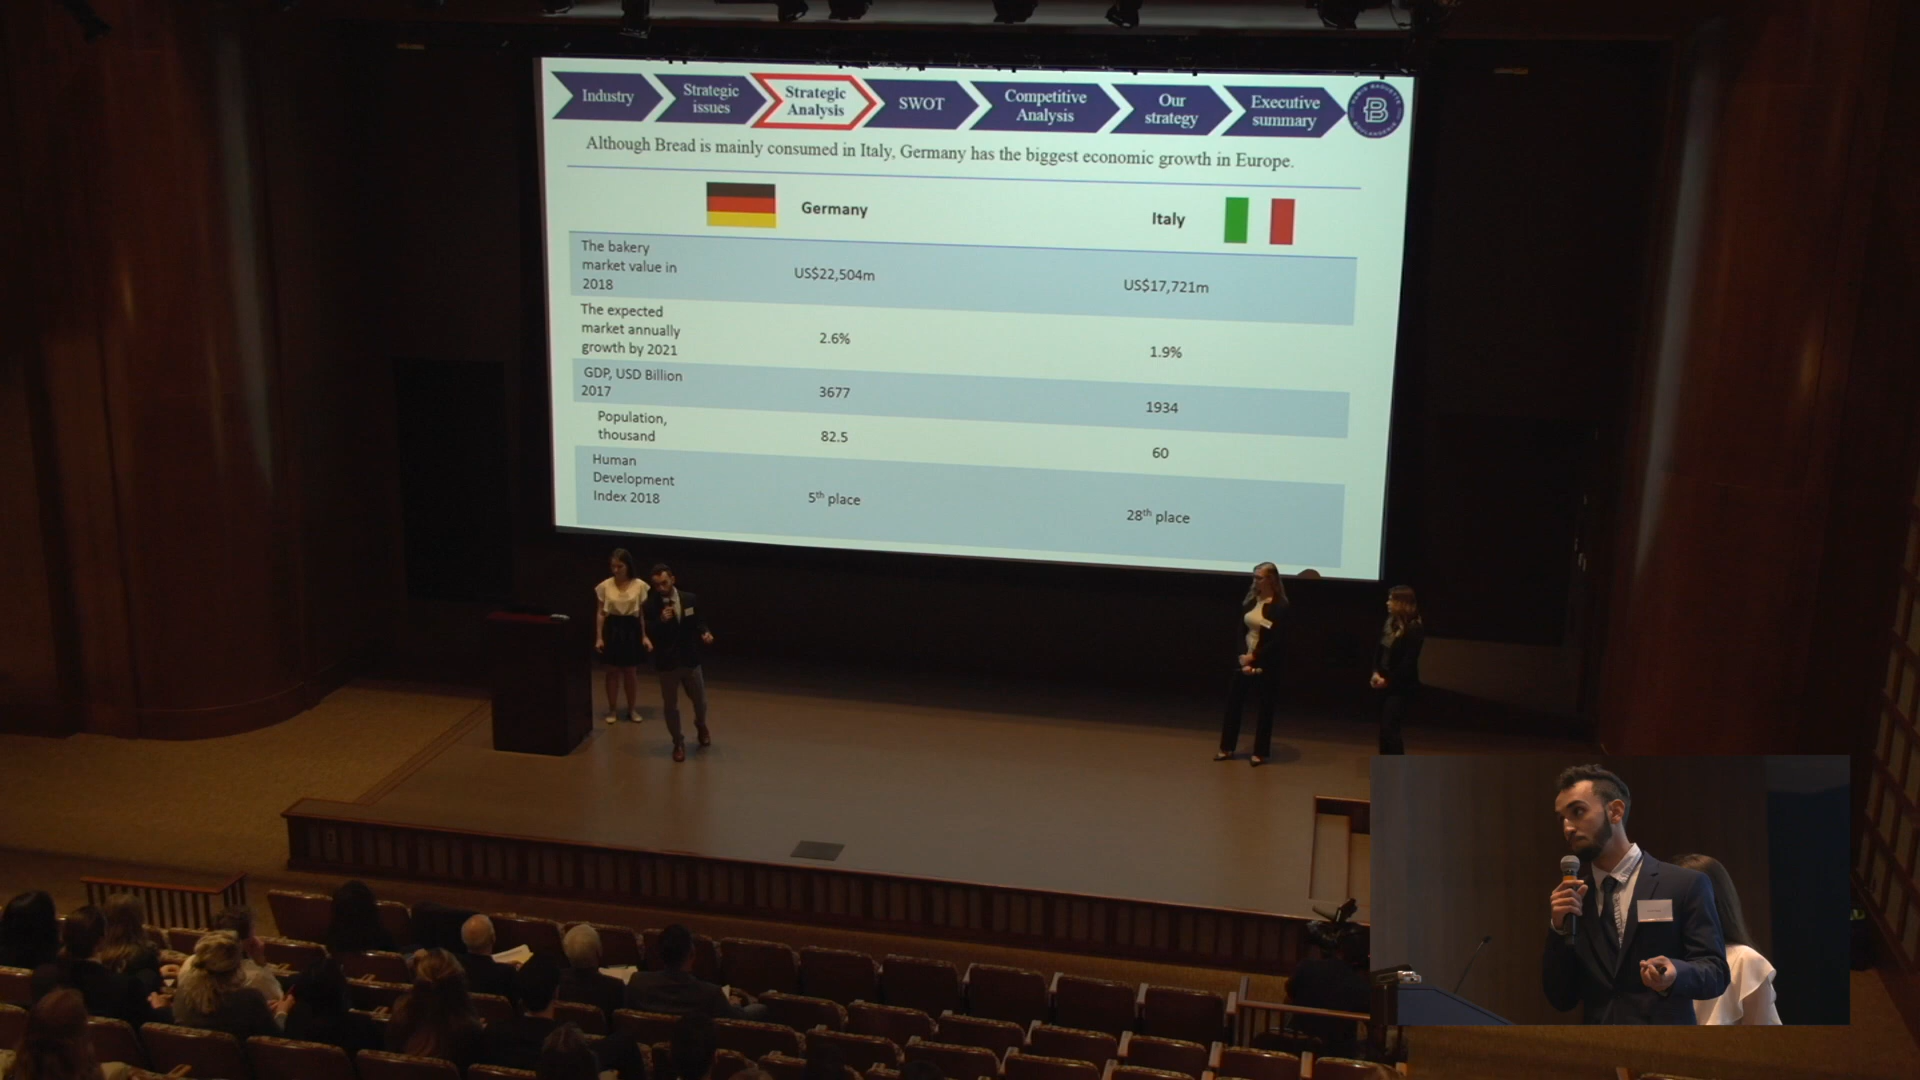 Industry
Strategic
issues
Strategic
Analysis
SWOT
Competitive
Analysis
Our
strategy
Executive
summary
Although Bread is mainly consumed in Italy, Germany has the biggest economic growth in Europe.
Germany
Italy
The bakery
market value in
2018
US$22,504m
US$17,721m
The expected
market annually
growth by 2021
2.6%
1.9%
GDP, USD Billion
2017
3677
1934
Population,
thousand
82.5
60
Human
Development
Index 2018
5th place
28th place